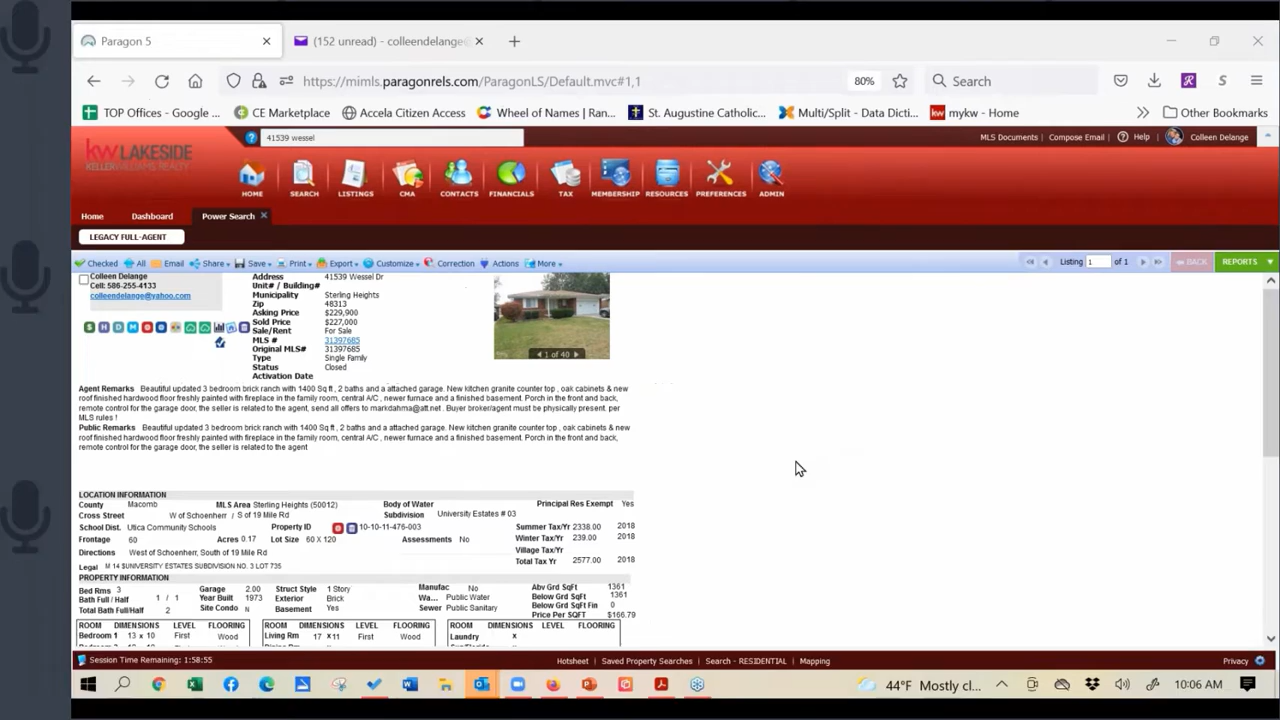 Paragon 5
(152 unread) - colleendelange@
https://mimls.paragonrels.com/ParagonLS/Default.mvc#1,1
80%
Search
TOP Offices - Google ...
CE Marketplace
Accela Citizen Access
Wheel of Names | Ran...
St. Augustine Catholic...
Multi/Split - Data Dicti...
mykw - Home
Other Bookmarks
kwLAKESIDE
KELLERWILLIAMS REALTY
41539 wessel
MLS Documents
Compose Email
Help
Colleen Delange
HOME
SEARCH
LISTINGS
CMA
CONTACTS
FINANCIALS
TAX
MEMBERSHIP
RESOURCES
PREFERENCES
ADMIN
Home
Dashboard
Power Search
LEGACY FULL-AGENT
Checked
All
Email
Share
Save
Print
Export
Customize
Correction
Actions
More
Listing 1 of 1
BACK
REPORTS
Colleen Delange
Cell: 586-255-4133
colleendelange@yahoo.com
Address 41539 Wessel Dr
Unit# / Building#
Municipality Sterling Heights
Zip 48313
Asking Price $229,900
Sold Price $227,000
Sale/Rent For Sale
MLS # 31397685
Original MLS# 31397685
Type Single Family
Status Closed
Activation Date
1 of 40
Agent Remarks Beautiful updated 3 bedroom brick ranch with 1400 Sq ft , 2 baths and a attached garage. New kitchen granite counter top , oak cabinets & new
roof finished hardwood floor freshly painted with fireplace in the family room, central A/C , newer furnace and a finished basement. Porch in the front and back,
remote control for the garage door, the seller is related to the agent, send all offers to markdahma@att.net . Buyer broker/agent must be physically present. per
MLS rules !
Public Remarks Beautiful updated 3 bedroom brick ranch with 1400 Sq ft , 2 baths and a attached garage. New kitchen granite counter top , oak cabinets & new
roof finished hardwood floor freshly painted with fireplace in the family room, central A/C , newer furnace and a finished basement. Porch in the front and back,
remote control for the garage door, the seller is related to the agent
LOCATION INFORMATION
County Macomb MLS Area Sterling Heights (50012) Body of Water Principal Res Exempt Yes
Cross Street W of Schoenherr / S of 19 Mile Rd Subdivision University Estates # 03
School Dist. Utica Community Schools Property ID 10-10-11-476-003 Summer Tax/Yr 2338.00 2018
Frontage 60 Acres 0.17 Lot Size 60 X 120 Assessments No Winter Tax/Yr 239.00 2018
Village Tax/Yr
Directions West of Schoenherr, South of 19 Mile Rd Total Tax Yr 2577.00 2018
Legal M 14 $UNIVERSITY ESTATES SUBDIVISION NO. 3 LOT 735
PROPERTY INFORMATION
Bed Rms 3 Garage 2.00 Struct Style 1 Story Manufac No Abv Grd SqFt 1361
Bath Full / Half 1 / 1 Year Built 1973 Exterior Brick Wa... Public Water Below Grd SqFt 1361
Total Bath Full/Half 2 Site Condo N Basement Yes Sewer Public Sanitary Below Grd SqFt Fin 0
Price Per SQFT $166.79
ROOM DIMENSIONS LEVEL FLOORING ROOM DIMENSIONS LEVEL FLOORING ROOM DIMENSIONS LEVEL FLOORING
Bedroom 1 13 x 10 First Wood Living Rm 17 x 11 First Wood Laundry x
Session Time Remaining: 1:58:55
Hotsheet
Saved Property Searches
Search - RESIDENTIAL
Mapping
Privacy
44°F Mostly cl...
10:06 AM